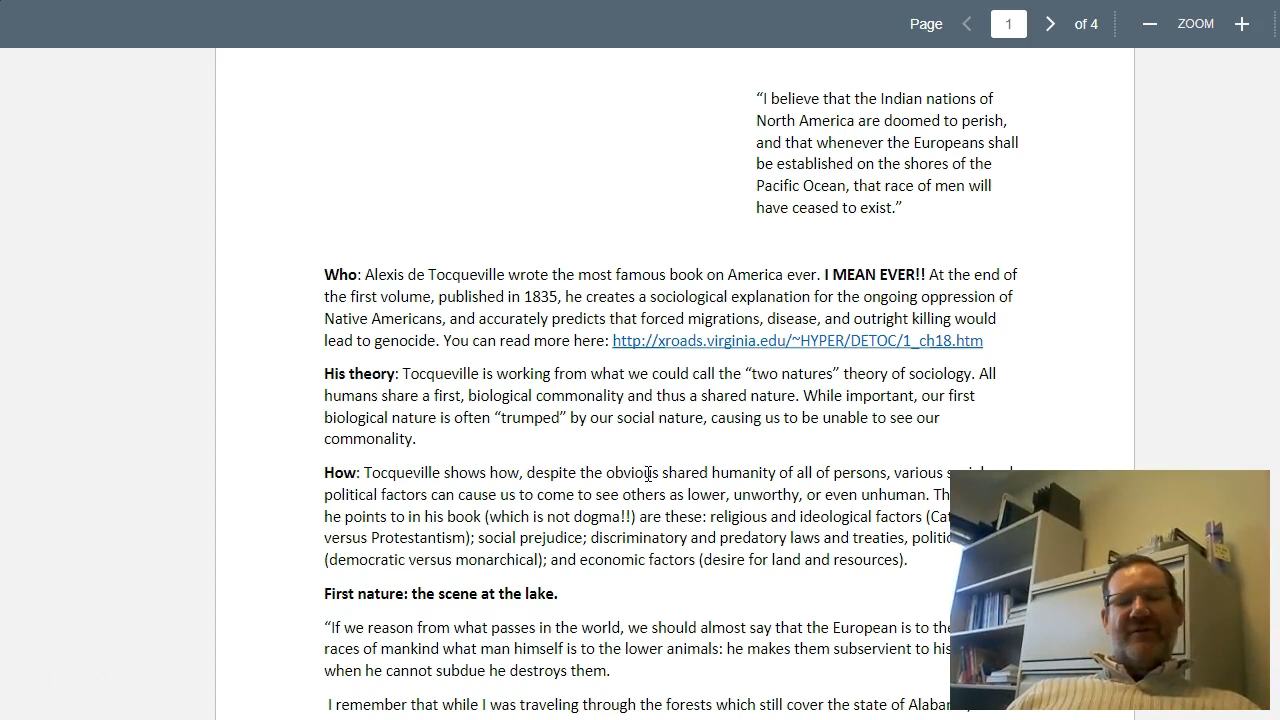 Page 1 of 4 ZOOM
“I believe that the Indian nations of
North America are doomed to perish,
and that whenever the Europeans shall
be established on the shores of the
Pacific Ocean, that race of men will
have ceased to exist.”
Who: Alexis de Tocqueville wrote the most famous book on America ever. I MEAN EVER!! At the end of
the first volume, published in 1835, he creates a sociological explanation for the ongoing oppression of
Native Americans, and accurately predicts that forced migrations, disease, and outright killing would
lead to genocide. You can read more here: http://xroads.virginia.edu/~HYPER/DETOC/1_ch18.htm
His theory: Tocqueville is working from what we could call the “two natures” theory of sociology. All
humans share a first, biological commonality and thus a shared nature. While important, our first
biological nature is often “trumped” by our social nature, causing us to be unable to see our
commonality.
How: Tocqueville shows how, despite the obvious shared humanity of all of persons, various
political factors can cause us to come to see others as lower, unworthy, or even unhuman.
he points to in his book (which is not dogma!!) are these: religious and ideological factors
versus Protestantism); social prejudice; discriminatory and predatory laws and treaties,
(democratic versus monarchical); and economic factors (desire for land and resources).
First nature: the scene at the lake.
“If we reason from what passes in the world, we should almost say that the European is to
races of mankind what man himself is to the lower animals: he makes them subservient to his
when he cannot subdue he destroys them.
I remember that while I was traveling through the forests which still cover the state of